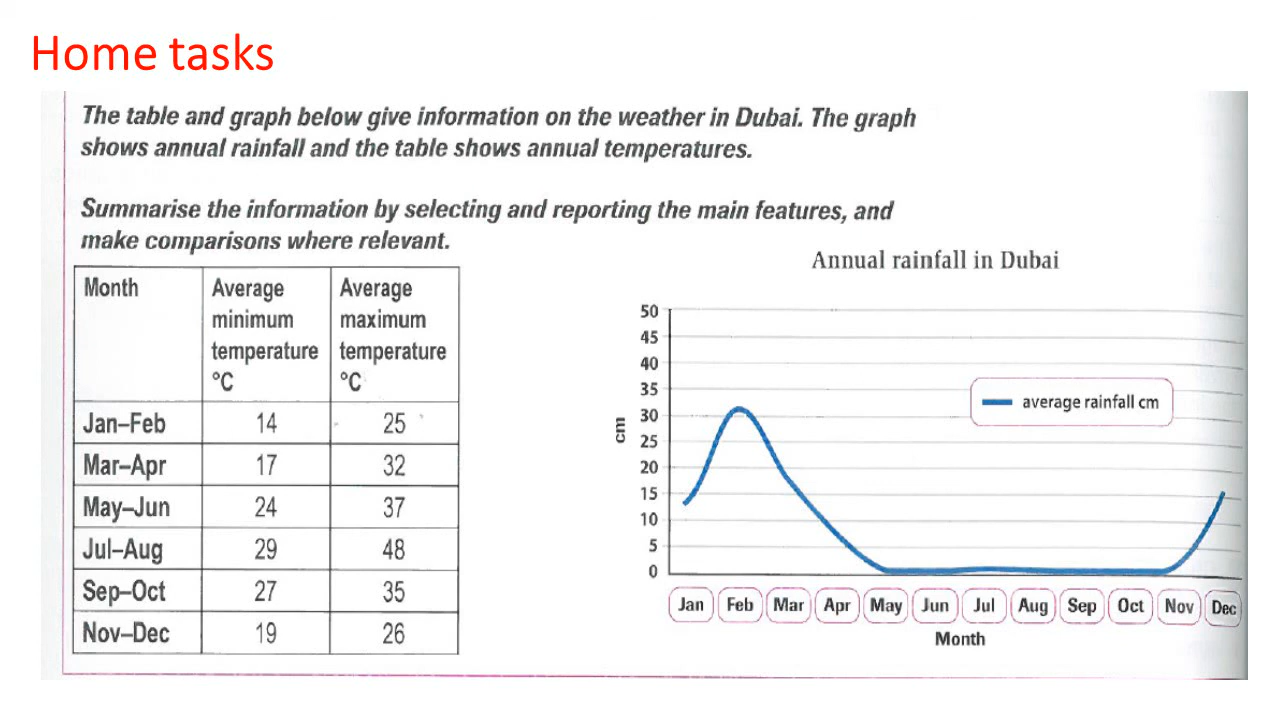 Home tasks
The table and graph below give information on the weather in Dubai. The graph
shows annual rainfall and the table shows annual temperatures.
Summarise the information by selecting and reporting the main features, and
make comparisons where relevant.
Month Average minimum temperature °C Average maximum temperature °C
Jan–Feb 14 25
Mar–Apr 17 32
May–Jun 24 37
Jul–Aug 29 48
Sep–Oct 27 35
Nov–Dec 19 26
Annual rainfall in Dubai
50
45
40
35
30
25
20
15
10
5
0
cm
average rainfall cm
Jan Feb Mar Apr May Jun Jul Aug Sep Oct Nov Dec
Month